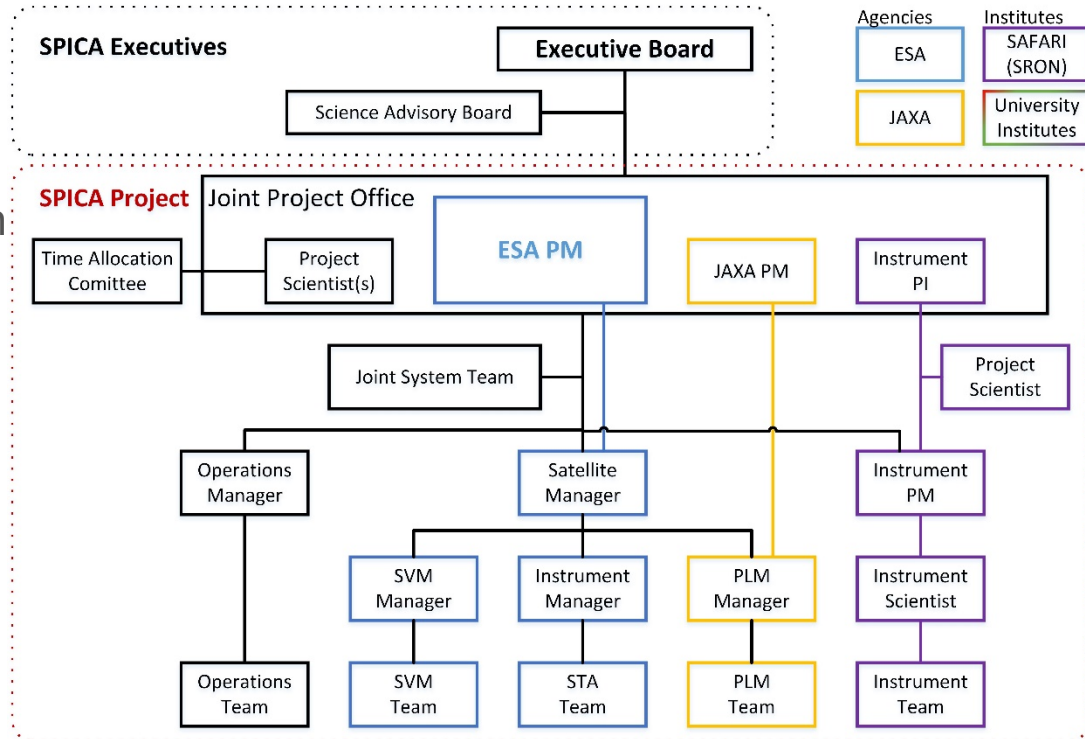 SPICA Executives
Executive Board
Science Advisory Board
Agencies
Institutes
ESA
SAFARI
(SRON)
JAXA
University
Institutes
SPICA Project
Joint Project Office
Time Allocation
Comittee
Project
Scientist(s)
ESA PM
JAXA PM
Instrument
PI
Joint System Team
Project
Scientist
Operations
Manager
Satellite
Manager
Instrument
PM
SVM
Manager
Instrument
Manager
PLM
Manager
Instrument
Scientist
Operations
Team
SVM
Team
STA
Team
PLM
Team
Instrument
Team